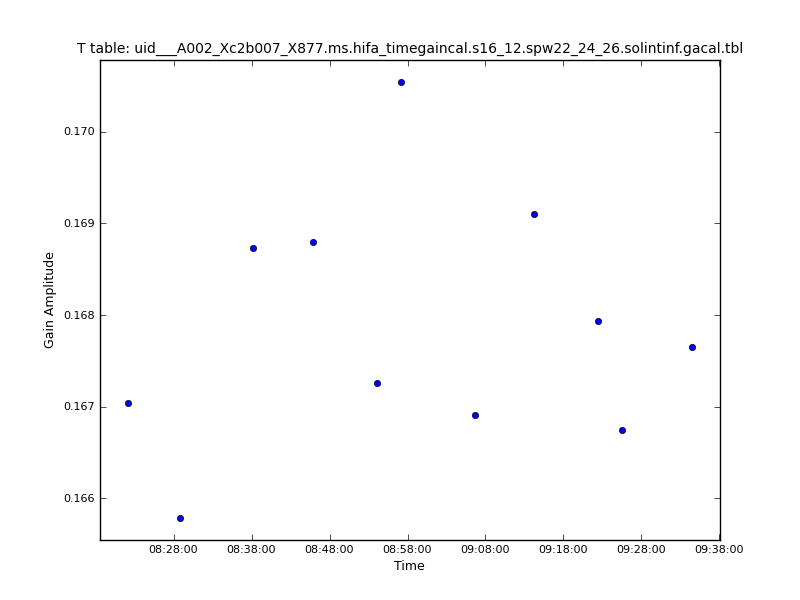 T table: uid___A002_Xc2b007_X877.ms.hifa_timegaincal.s16_12.spw22_24_26.solintinf.gacal.tbl
0.170
0.169
0.168
0.167
0.166
Gain Amplitude
08:28:00 08:38:00 08:48:00 08:58:00 09:08:00 09:18:00 09:28:00 09:38:00
Time